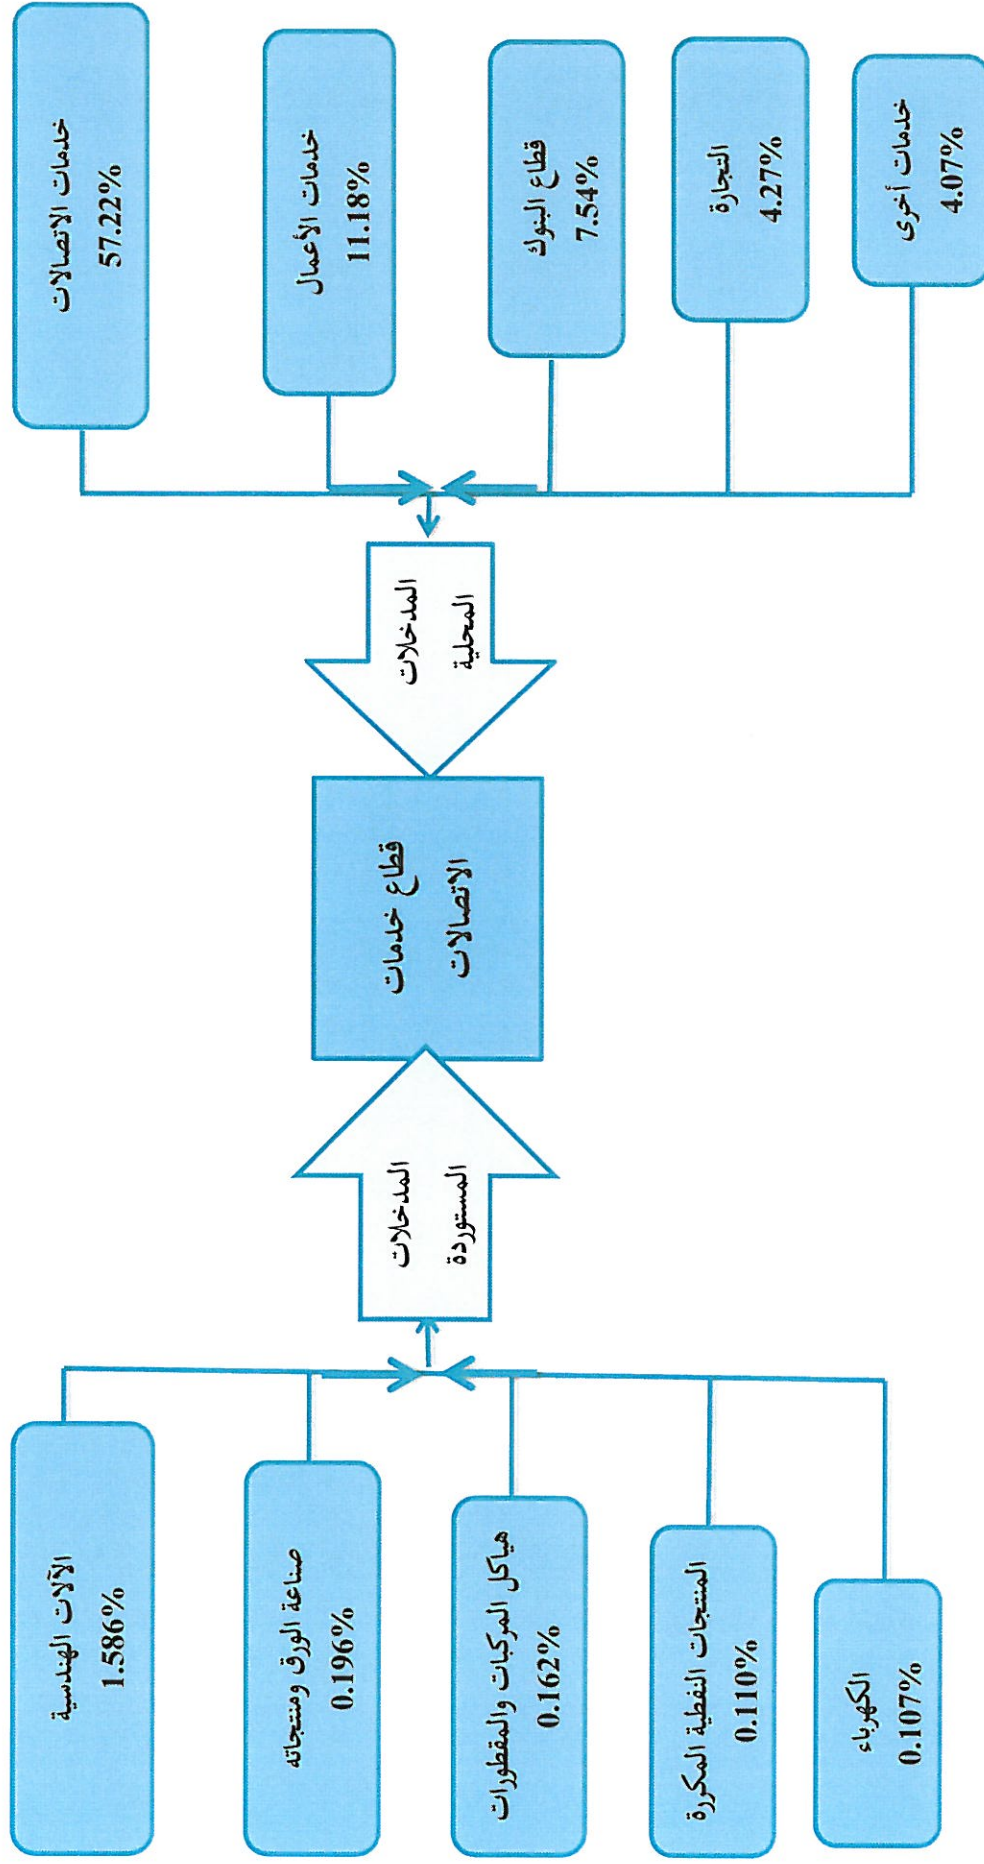 خدمات الاتصالات
57.22%
خدمات الأعمال
11.18%
قطاع البنوك
7.54%
التجارة
4.27%
خدمات أخرى
4.07%
المدخلات
المحلية
قطاع خدمات
الاتصالات
المدخلات
المستوردة
الآلات الهندسية
1.586%
صناعة الورق ومنتجاته
0.196%
هياكل المركبات والمقطورات
0.162%
المنتجات النفطية المكررة
0.110%
الكهرباء
0.107%